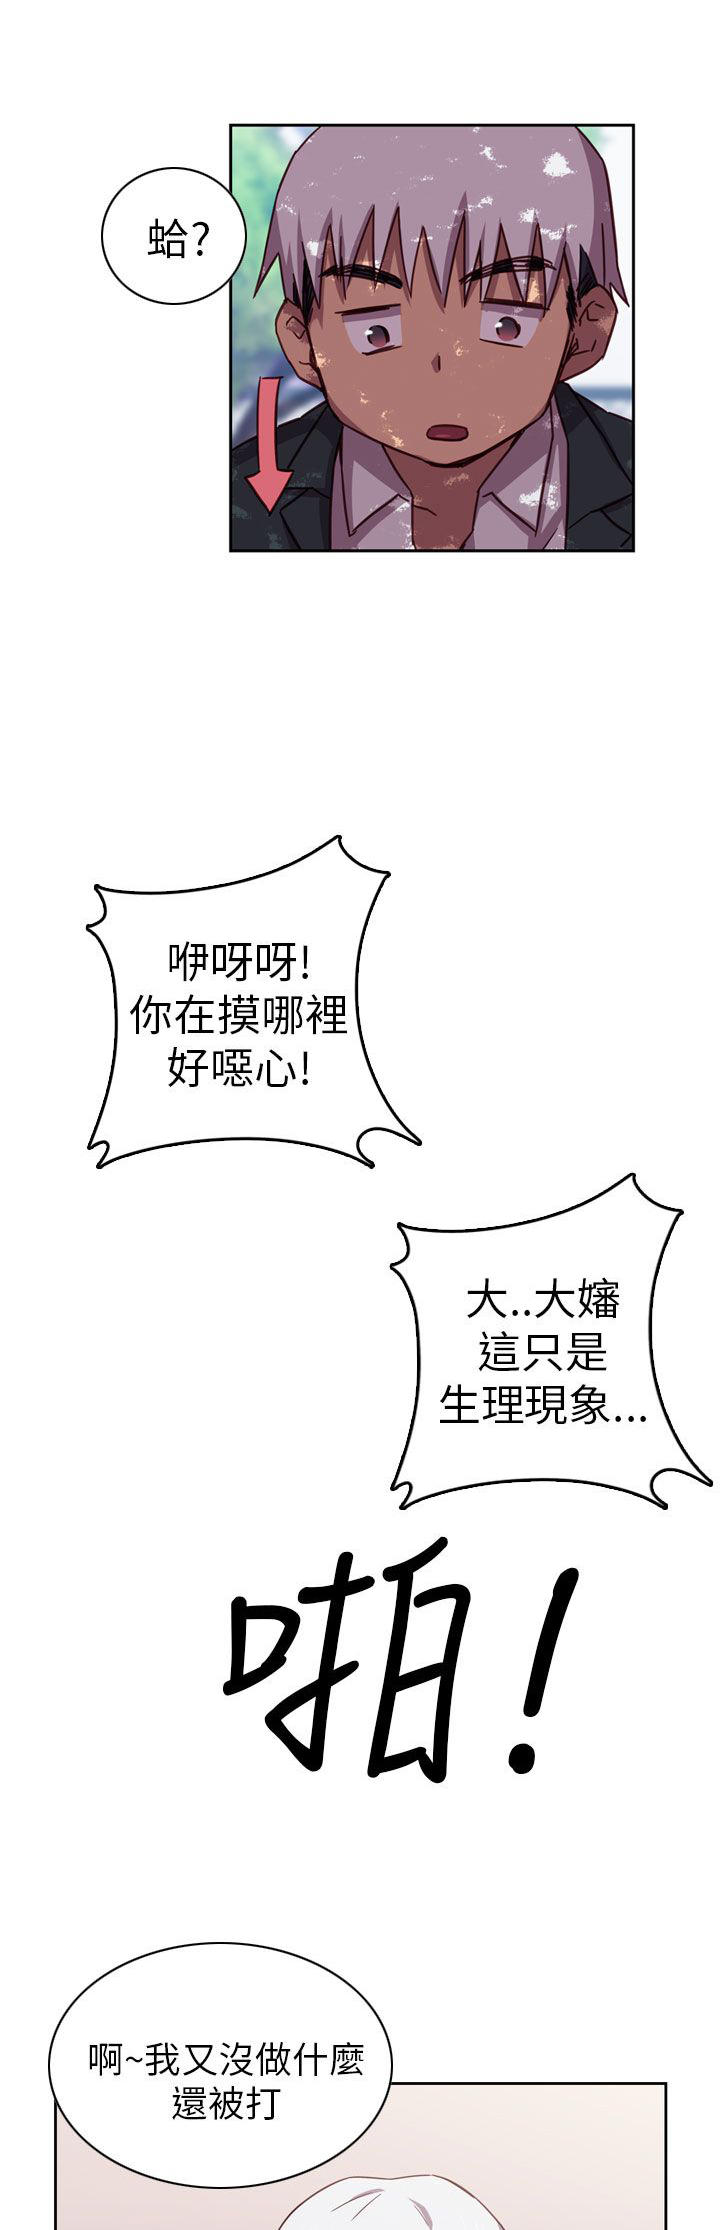 蛤?
咿呀呀!
你在摸哪裡
好噁心!
大..大嬸
這只是
生理現象...
啪!
啊~我又沒做什麼
還被打